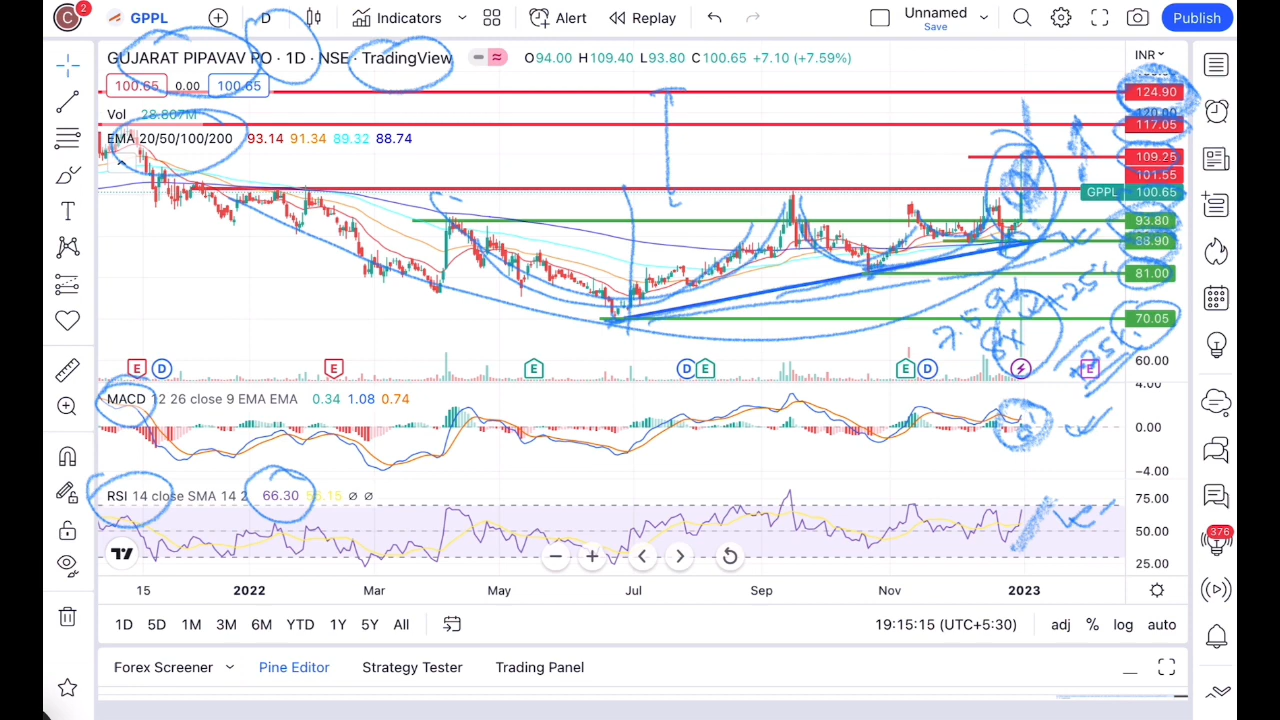 C 2 GPPL D Indicators Alert Replay Unnamed Save Publish
GUJARAT PIPAVAV PO · 1D · NSE · TradingView O94.00 H109.40 L93.80 C100.65 +7.10 (+7.59%) INR
100.65 0.00 100.65
124.90
Vol 28.807M
120.00
117.05
EMA 20/50/100/200 93.14 91.34 89.32 88.74
109.25
101.55
GPPL 100.65
93.80
88.90
81.00
70.05
60.00
E D E E D E E D E
MACD 12 26 close 9 EMA EMA 0.34 1.08 0.74
4.00
0.00
−4.00
RSI 14 close SMA 14 2 66.30 ∅ ∅
75.00
50.00
25.00
376
15 2022 Mar May Jul Sep Nov 2023
1D 5D 1M 3M 6M YTD 1Y 5Y All 19:15:15 (UTC+5:30) adj % log auto
Forex Screener Pine Editor Strategy Tester Trading Panel